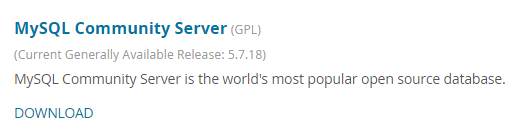 MySQL Community Server (GPL)
(Current Generally Available Release: 5.7.18)
MySQL Community Server is the world's most popular open source database.
DOWNLOAD